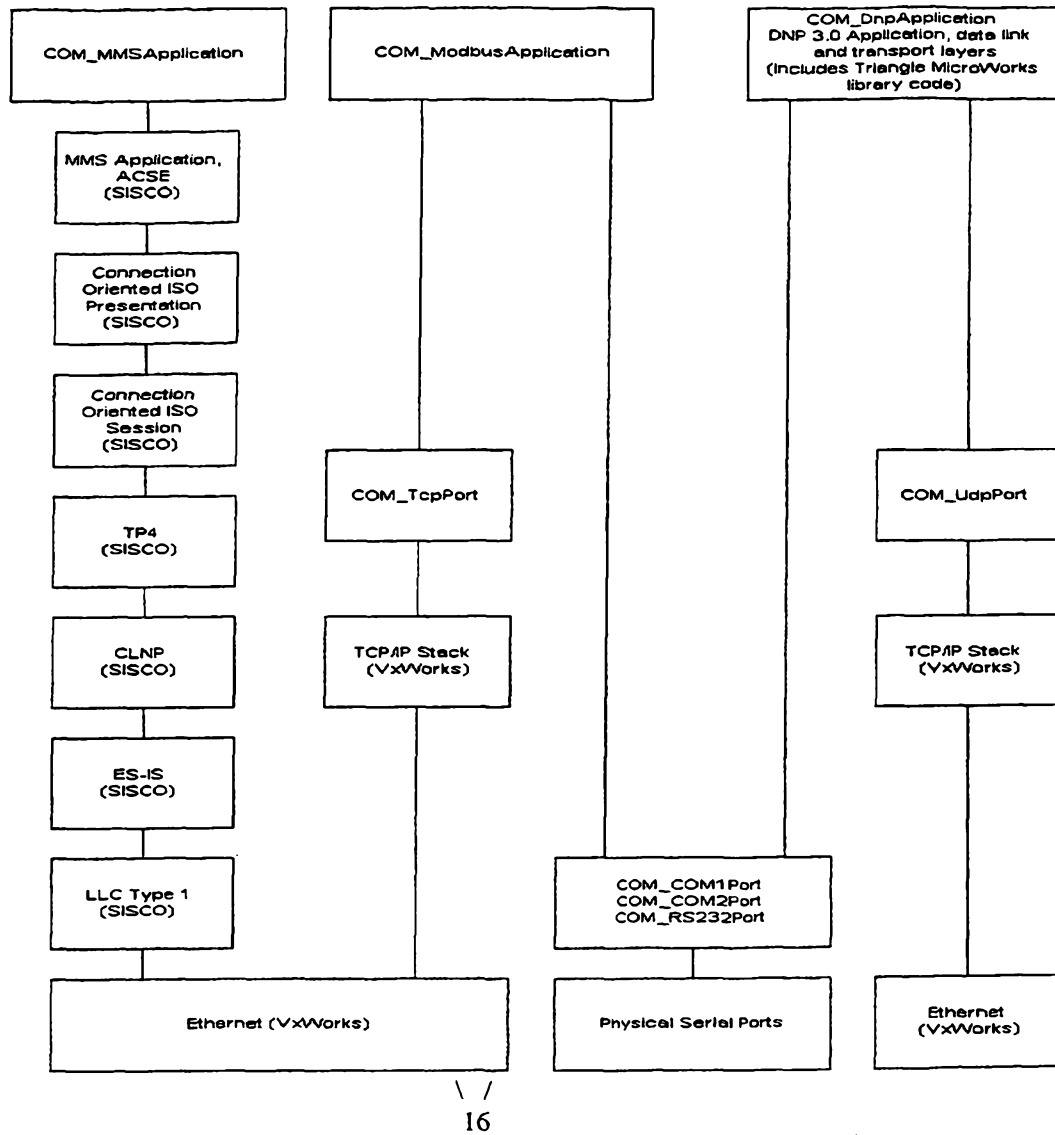 COM_MMSApplication
COM_ModbusApplication
COM_DnpApplication
DNP 3.0 Application, data link
and transport layers
(Includes Triangle MicroWorks
library code)
MMS Application,
ACSE
(SISCO)
Connection
Oriented ISO
Presentation
(SISCO)
Connection
Oriented ISO
Session
(SISCO)
COM_TcpPort
COM_UdpPort
TP4
(SISCO)
CLNP
(SISCO)
TCP/IP Stack
(VxWorks)
TCP/IP Stack
(VxWorks)
ES-IS
(SISCO)
LLC Type 1
(SISCO)
COM_COM1Port
COM_COM2Port
COM_RS232Port
Ethernet (VxWorks)
Physical Serial Ports
Ethernet
(VxWorks)
16